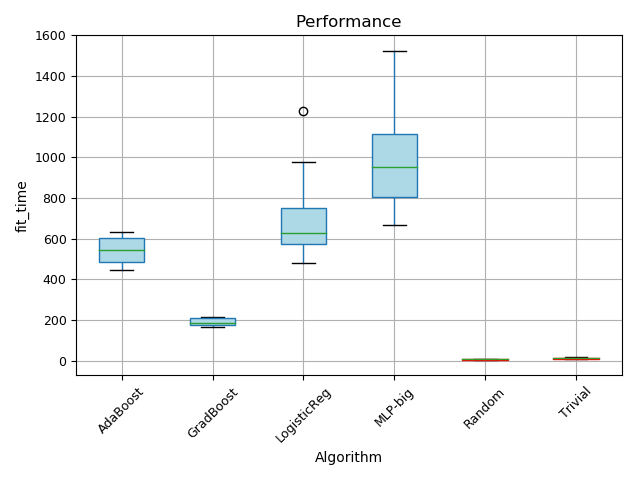 Performance
1600
1400
1200
1000
800
600
400
200
0
fit_time
AdaBoost
GradBoost
LogisticReg
MLP-big
Random
Trivial
Algorithm